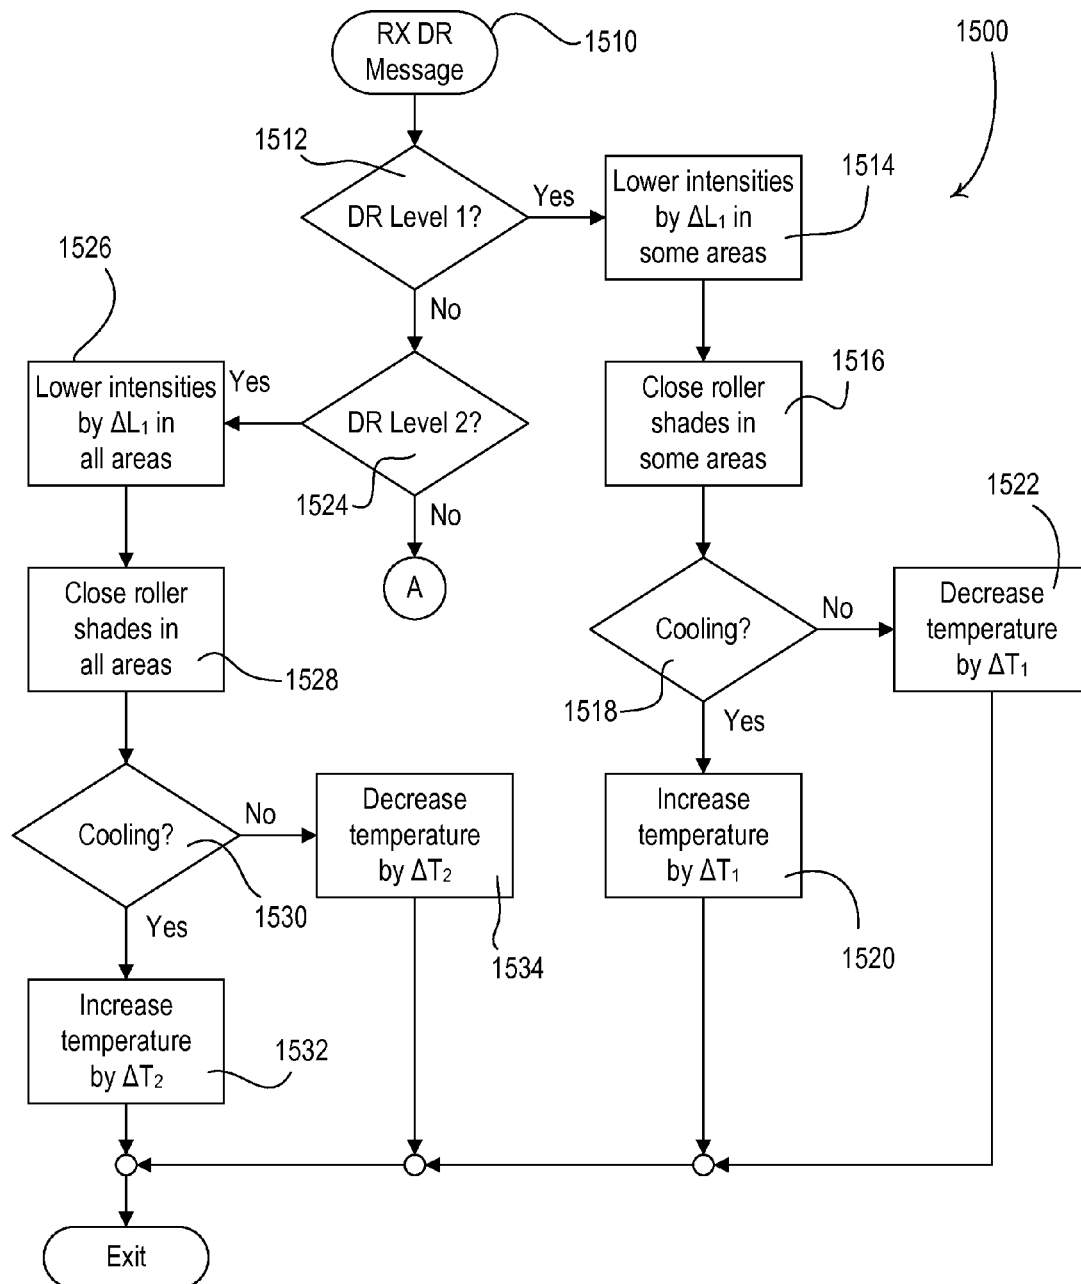 RX DR
Message
1510
1500
1512
DR Level 1?
Yes
Lower intensities
by ΔL₁ in
some areas
1514
No
1526
Lower intensities
by ΔL₁ in
all areas
Yes
DR Level 2?
1524
No
A
Close roller
shades in
some areas
1516
1522
Close roller
shades in
all areas
1528
Cooling?
1518
No
Yes
Decrease
temperature
by ΔT₁
Cooling?
1530
No
Yes
Decrease
temperature
by ΔT₂
1534
Increase
temperature
by ΔT₁
1520
Increase
temperature
by ΔT₂
1532
Exit